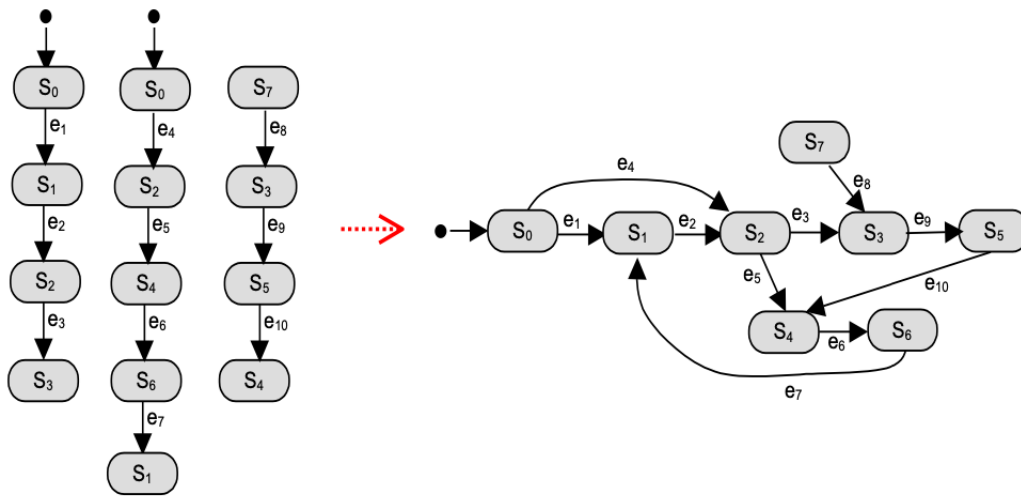 S₀
e₁
S₁
e₂
S₂
e₃
S₃
S₀
e₄
S₂
e₅
S₄
e₆
S₆
e₇
S₁
S₇
e₈
S₃
e₉
S₅
e₁₀
S₄
S₇
e₄
e₈
S₀
e₁
S₁
e₂
S₂
e₃
S₃
e₉
S₅
e₅
e₁₀
S₄
e₆
S₆
e₇